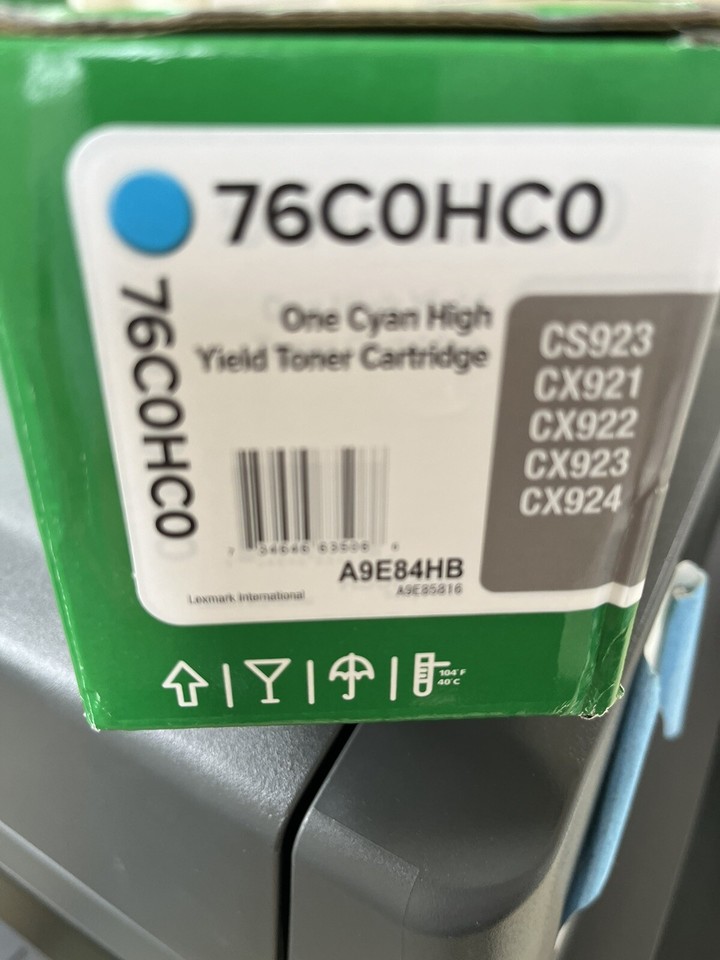 76C0HC0
76C0HC0
One Cyan High
Yield Toner Cartridge
CS923
CX921
CX922
CX923
CX924
A9E84HB
A9E85816
Lexmark International
104°F
40°C